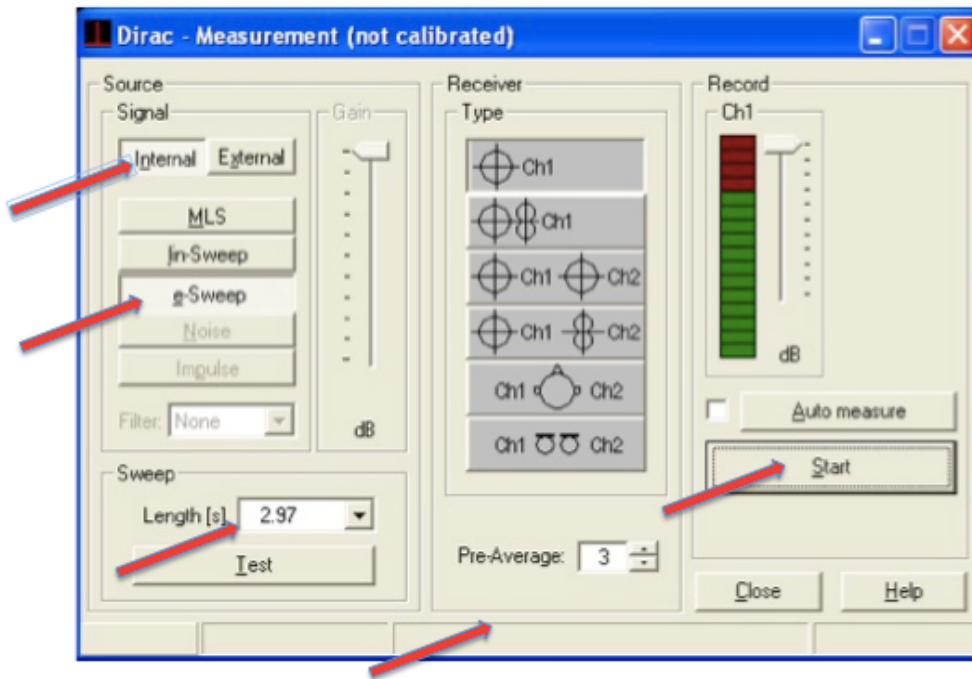 Dirac - Measurement (not calibrated)
Source
Signal
Internal External
MLS
lin-Sweep
e-Sweep
Noise
Impulse
Filter: None
Gain
dB
Sweep
Length [s] 2.97
Test
Receiver
Type
Ch1
Ch1
Ch1 Ch2
Ch1 Ch2
Ch1 Ch2
Ch1 Ch2
Pre-Average: 3
Record
Ch1
dB
Auto measure
Start
Close Help